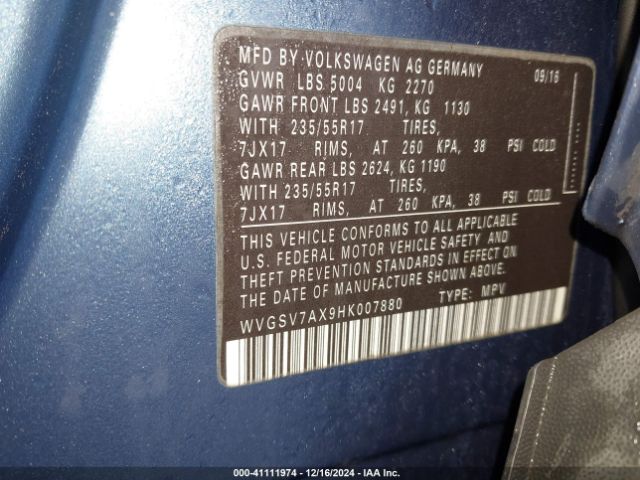 MFD BY VOLKSWAGEN AG GERMANY 09/16
GVWR LBS 5004 KG 2270
GAWR FRONT LBS 2491, KG 1130
WITH 235/55R17 TIRES,
7JX17 RIMS, AT 260 KPA, 38 PSI COLD
GAWR REAR LBS 2624, KG 1190
WITH 235/55R17 TIRES,
7JX17 RIMS, AT 260 KPA, 38 PSI COLD
THIS VEHICLE CONFORMS TO ALL APPLICABLE
U.S. FEDERAL MOTOR VEHICLE SAFETY AND
THEFT PREVENTION STANDARDS IN EFFECT ON
THE DATE OF MANUFACTURE SHOWN ABOVE.
WVGSV7AX9HK007880 TYPE: MPV
000-41111974 | 12/16/2024 | IAA Inc.